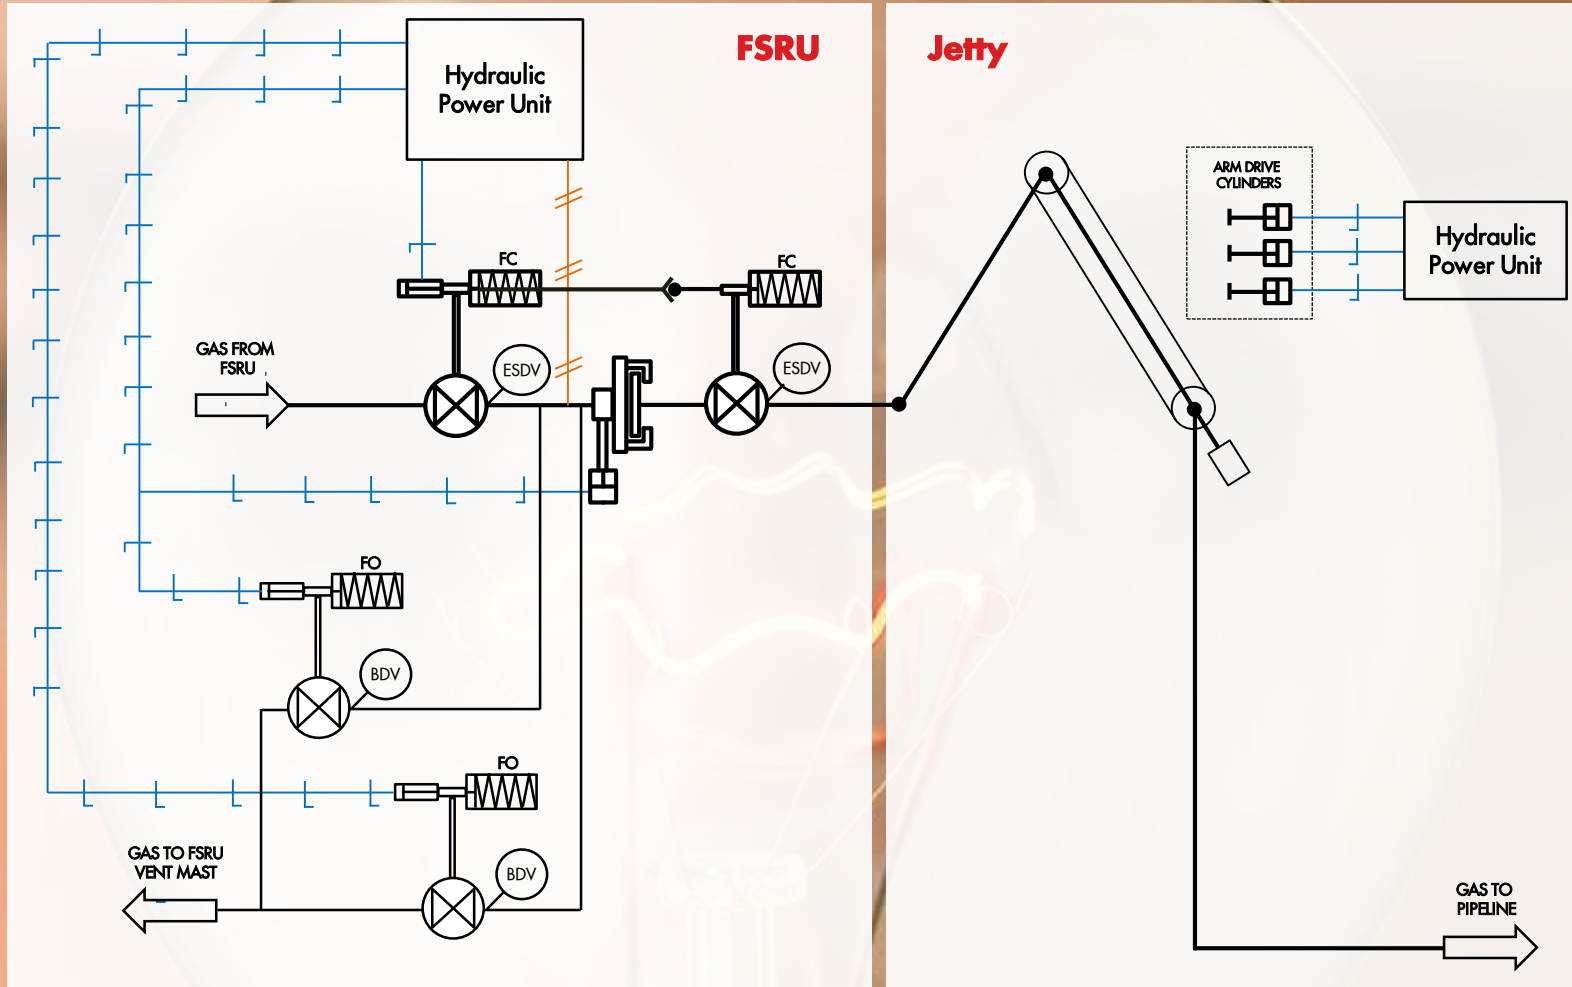 FSRU
Jetty
Hydraulic
Power Unit
ARM DRIVE
CYLINDERS
Hydraulic
Power Unit
FC
FC
GAS FROM
FSRU
ESDV
ESDV
FO
BDV
FO
GAS TO FSRU
VENT MAST
BDV
GAS TO
PIPELINE